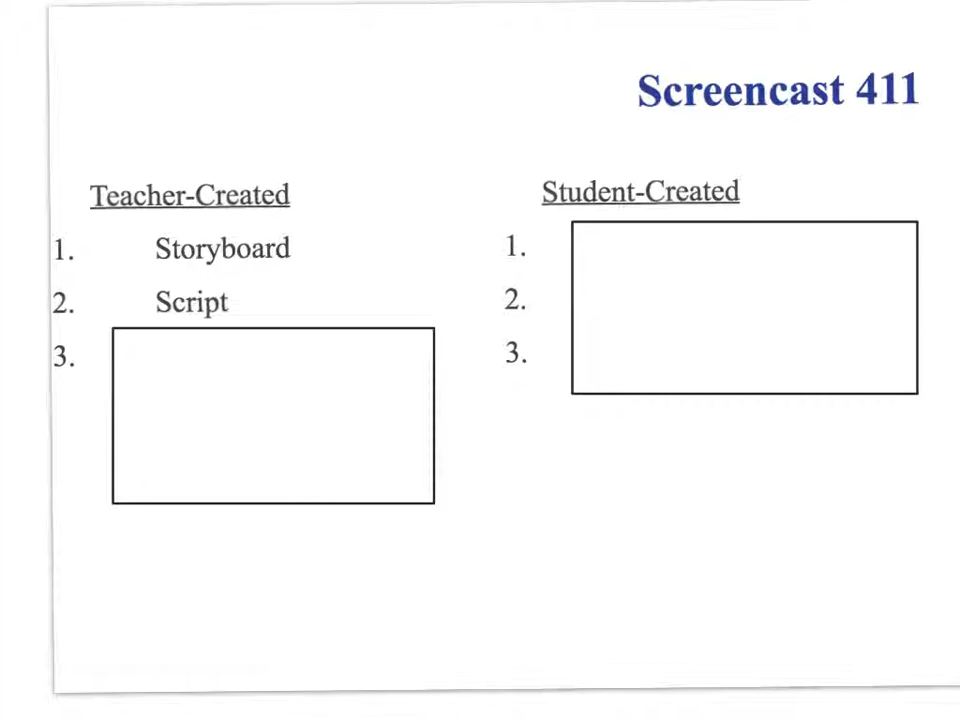 Screencast 411
Teacher-Created
1. Storyboard
2. Script
3.
Student-Created
1.
2.
3.